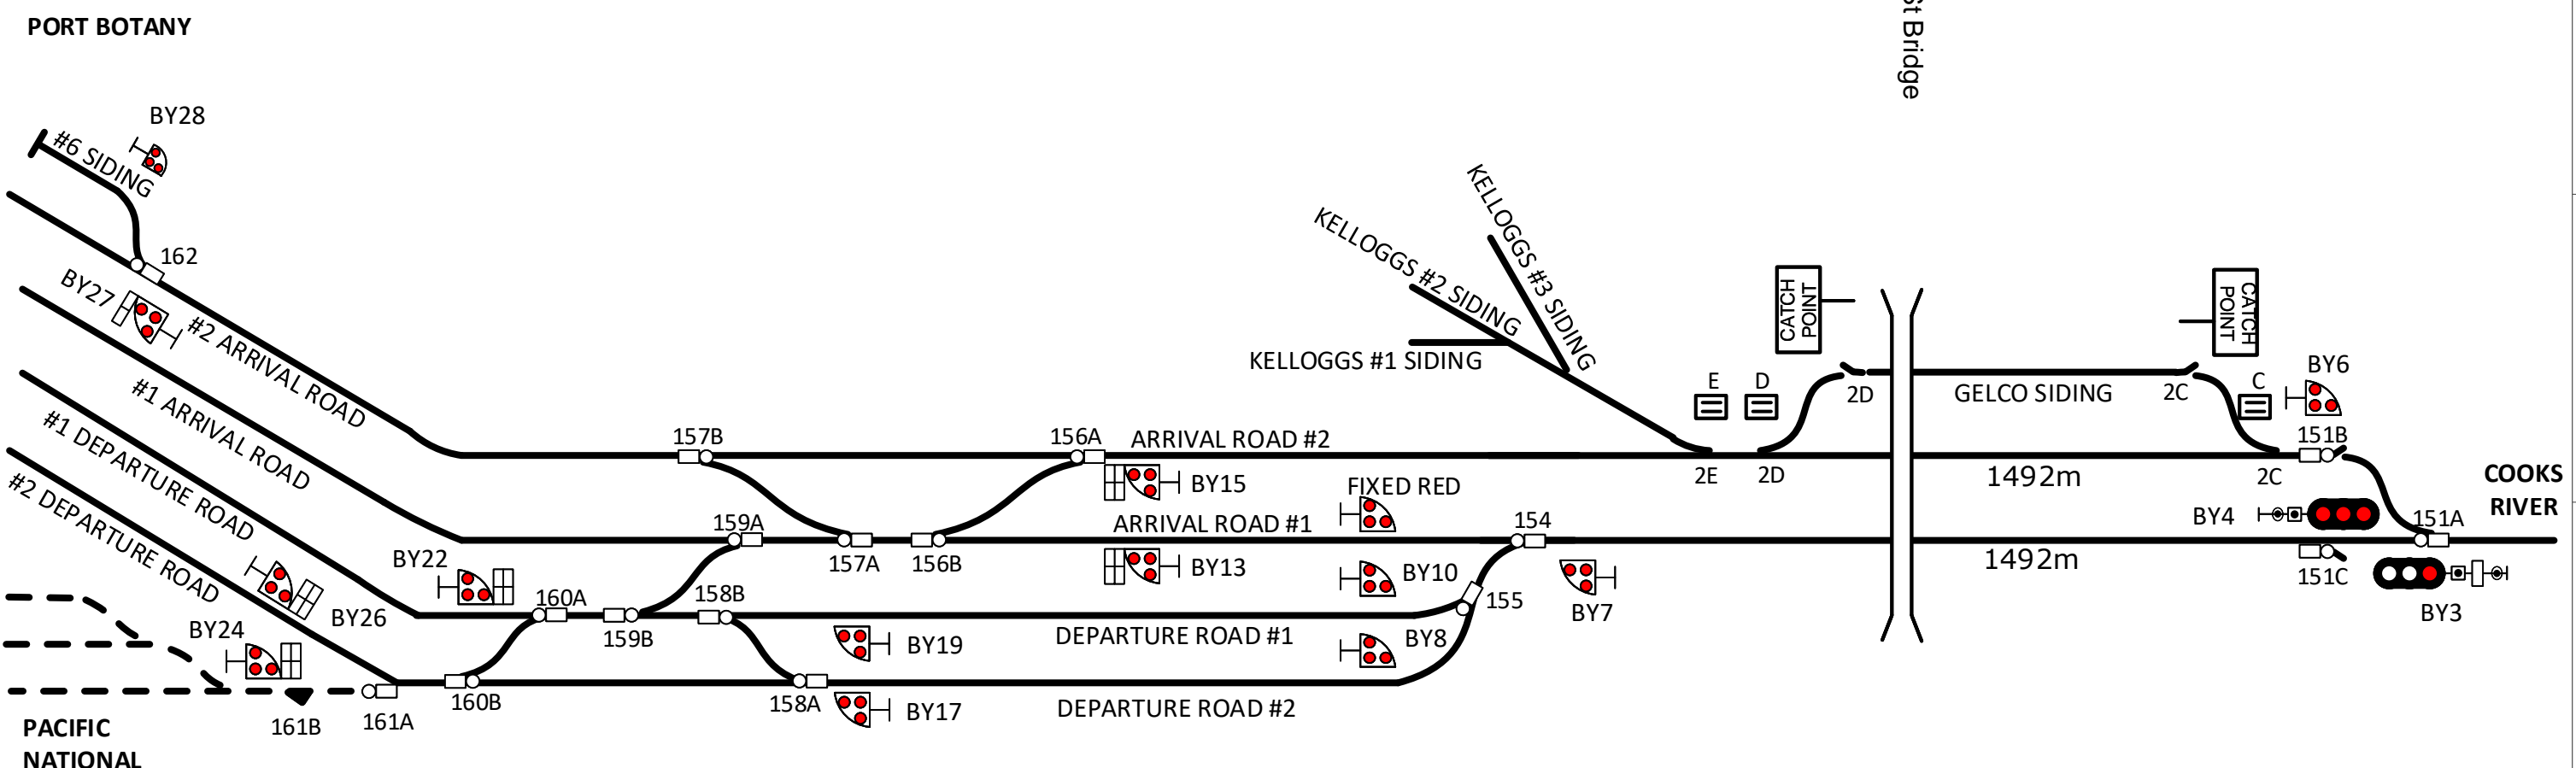 PORT BOTANY
St Bridge
BY28
#6 SIDING
162
BY27
#2 ARRIVAL ROAD
#1 ARRIVAL ROAD
#1 DEPARTURE ROAD
#2 DEPARTURE ROAD
KELLOGGS #3 SIDING
KELLOGGS #2 SIDING
KELLOGGS #1 SIDING
CATCH
POINT
CATCH
POINT
E
D
2D
GELCO SIDING
2C
C
BY6
157B
156A
ARRIVAL ROAD #2
151B
2E
2D
1492m
2C
COOKS
RIVER
BY15
FIXED RED
159A
ARRIVAL ROAD #1
154
BY4
151A
157A
156B
BY13
BY10
1492m
151C
BY22
160A
158B
155
BY7
BY3
BY26
BY24
159B
BY19
DEPARTURE ROAD #1
BY8
160B
158A
BY17
DEPARTURE ROAD #2
161B
161A
PACIFIC
NATIONAL